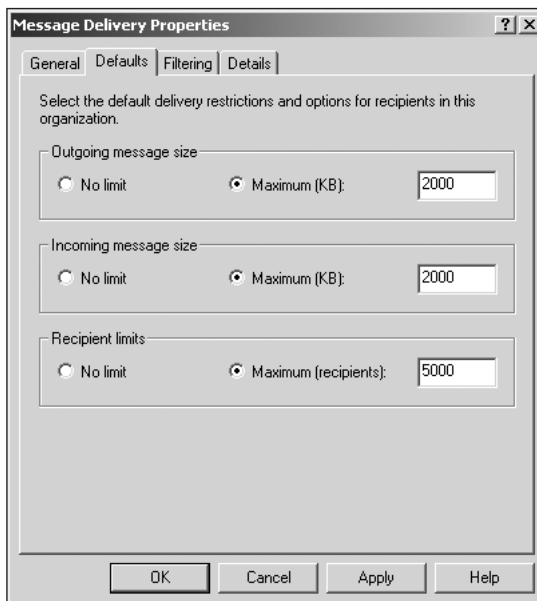 Message Delivery Properties
? X
General Defaults Filtering Details
Select the default delivery restrictions and options for recipients in this
organization.
Outgoing message size
No limit Maximum (KB): 2000
Incoming message size
No limit Maximum (KB): 2000
Recipient limits
No limit Maximum (recipients): 5000
OK Cancel Apply Help